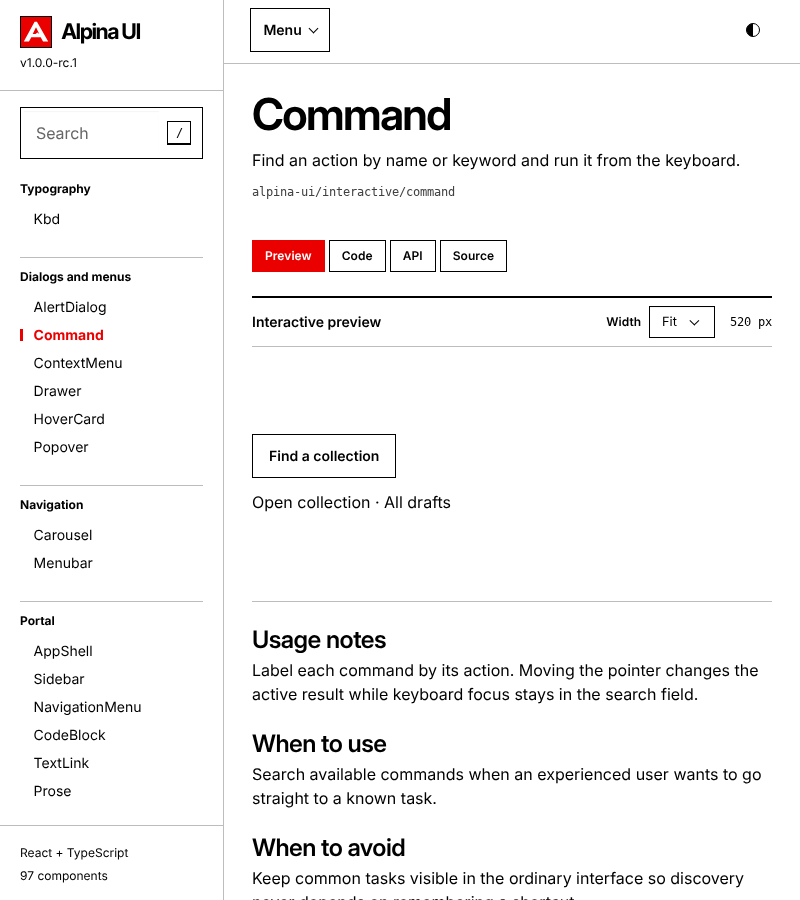 Alpina UI
v1.0.0-rc.1
Search /
Typography
Kbd
Dialogs and menus
AlertDialog
Command
ContextMenu
Drawer
HoverCard
Popover
Navigation
Carousel
Menubar
Portal
AppShell
Sidebar
NavigationMenu
CodeBlock
TextLink
Prose
React + TypeScript
97 components
Menu
Command
Find an action by name or keyword and run it from the keyboard.
alpina-ui/interactive/command
Preview Code API Source
Interactive preview Width Fit 520 px
Find a collection
Open collection · All drafts
Usage notes
Label each command by its action. Moving the pointer changes the
active result while keyboard focus stays in the search field.
When to use
Search available commands when an experienced user wants to go
straight to a known task.
When to avoid
Keep common tasks visible in the ordinary interface so discovery
never depends on remembering a shortcut.